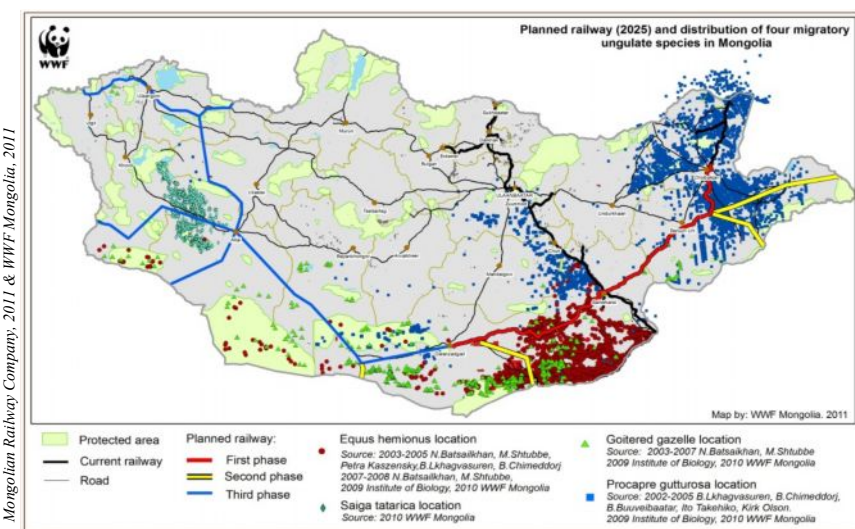 Mongolian Railway Company, 2011 & WWF Mongolia, 2011
WWF
Planned railway (2025) and distribution of four migratory
ungulate species in Mongolia
Map by: WWF Mongolia. 2011
Protected area
Current railway
Road
Planned railway:
First phase
Second phase
Third phase
Saiga tatarica location
Source: 2010 WWF Mongolia
Equus hemionus location
Source: 2003-2005 N.Batsaikhan, M.Shtubbe,
Petra Kaszensky,B.Lkhagvasuren, B.Chimeddorj
2007-2008 N.Batsaikhan, M.Shtubbe,
2009 Institute of Biology, 2010 WWF Mongolia
Goitered gazelle location
Source: 2003-2007 N.Batsaikhan, M.Shtubbe
2009 Institute of Biology, 2010 WWF Mongolia
Procapre gutturosa location
Source: 2002-2005 B.Lkhagvasuren, B.Chimeddorj,
B.Buuveibaatar, Ito Takehiko, Kirk Olson.
2009 Institute of Biology, 2010 WWF Mongolia